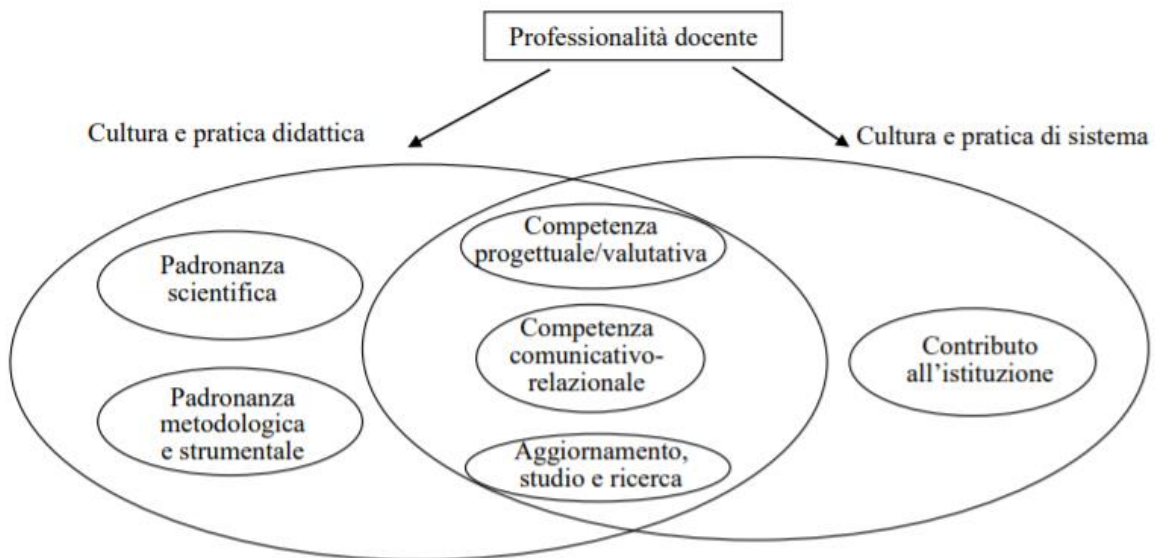 Professionalità docente
Cultura e pratica didattica
Cultura e pratica di sistema
Competenza
progettuale/valutativa
Padronanza
scientifica
Competenza
comunicativo-
relazionale
Contributo
all’istituzione
Padronanza
metodologica
e strumentale
Aggiornamento,
studio e ricerca